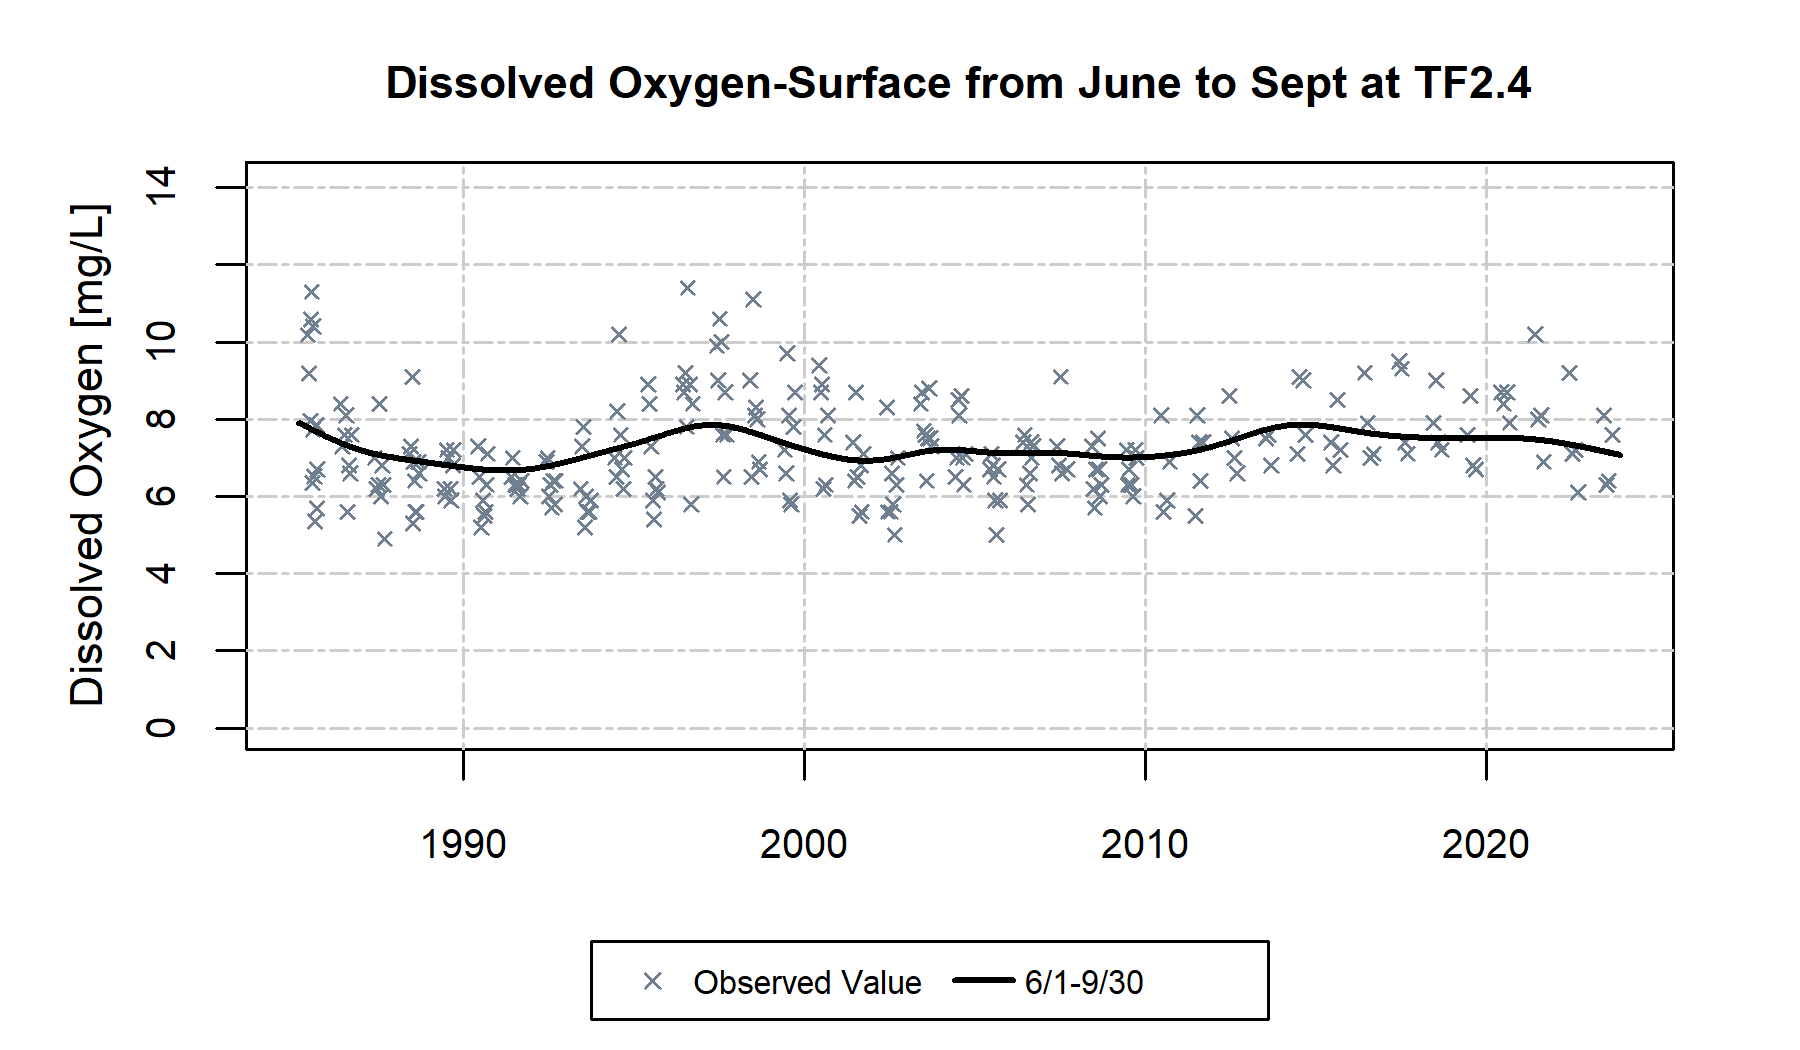 Dissolved Oxygen-Surface from June to Sept at TF2.4
Dissolved Oxygen [mg/L]
14
10
8
6
4
2
0
1990 2000 2010 2020
Observed Value 6/1-9/30